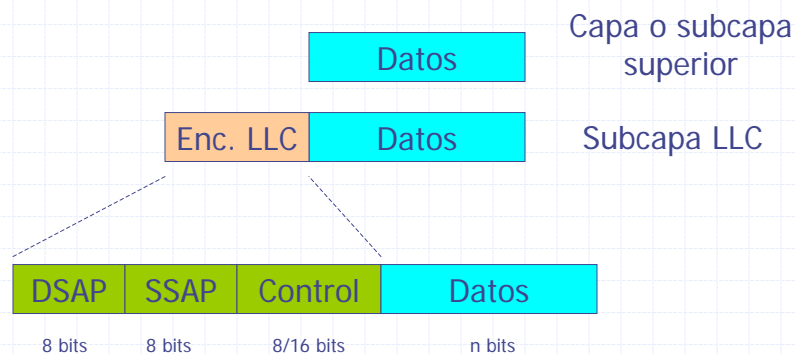 Capa o subcapa
superior
Datos
Enc. LLC
Datos
Subcapa LLC
DSAP
SSAP
Control
Datos
8 bits
8 bits
8/16 bits
n bits